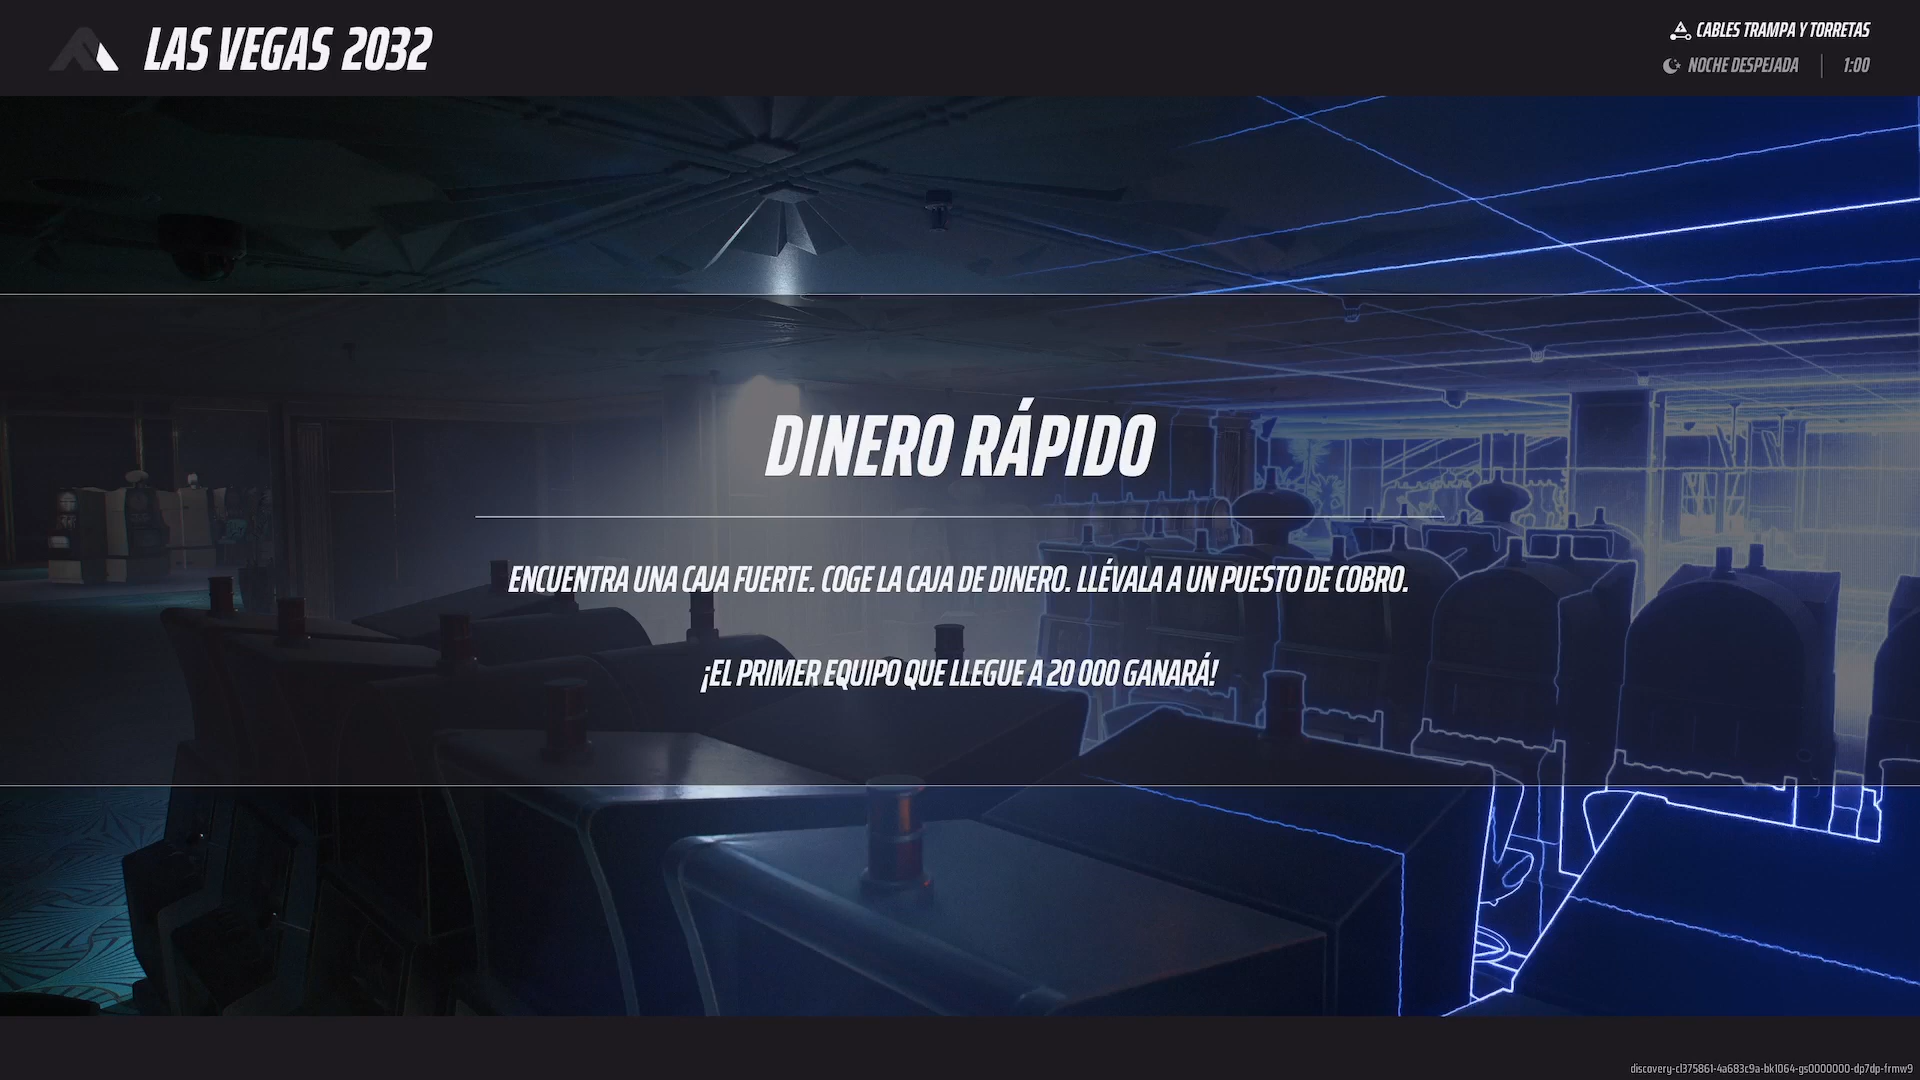 LAS VEGAS 2032
CABLES TRAMPA Y TORRETAS
NOCHE DESPEJADA 1:00
DINERO RÁPIDO
ENCUENTRA UNA CAJA FUERTE. COGE LA CAJA DE DINERO. LLÉVALA A UN PUESTO DE COBRO.
¡EL PRIMER EQUIPO QUE LLEGUE A 20 000 GANARÁ!
discovery-cl375861-4a683c9a-bk1064-gs0000000-dp7dp-frmw9